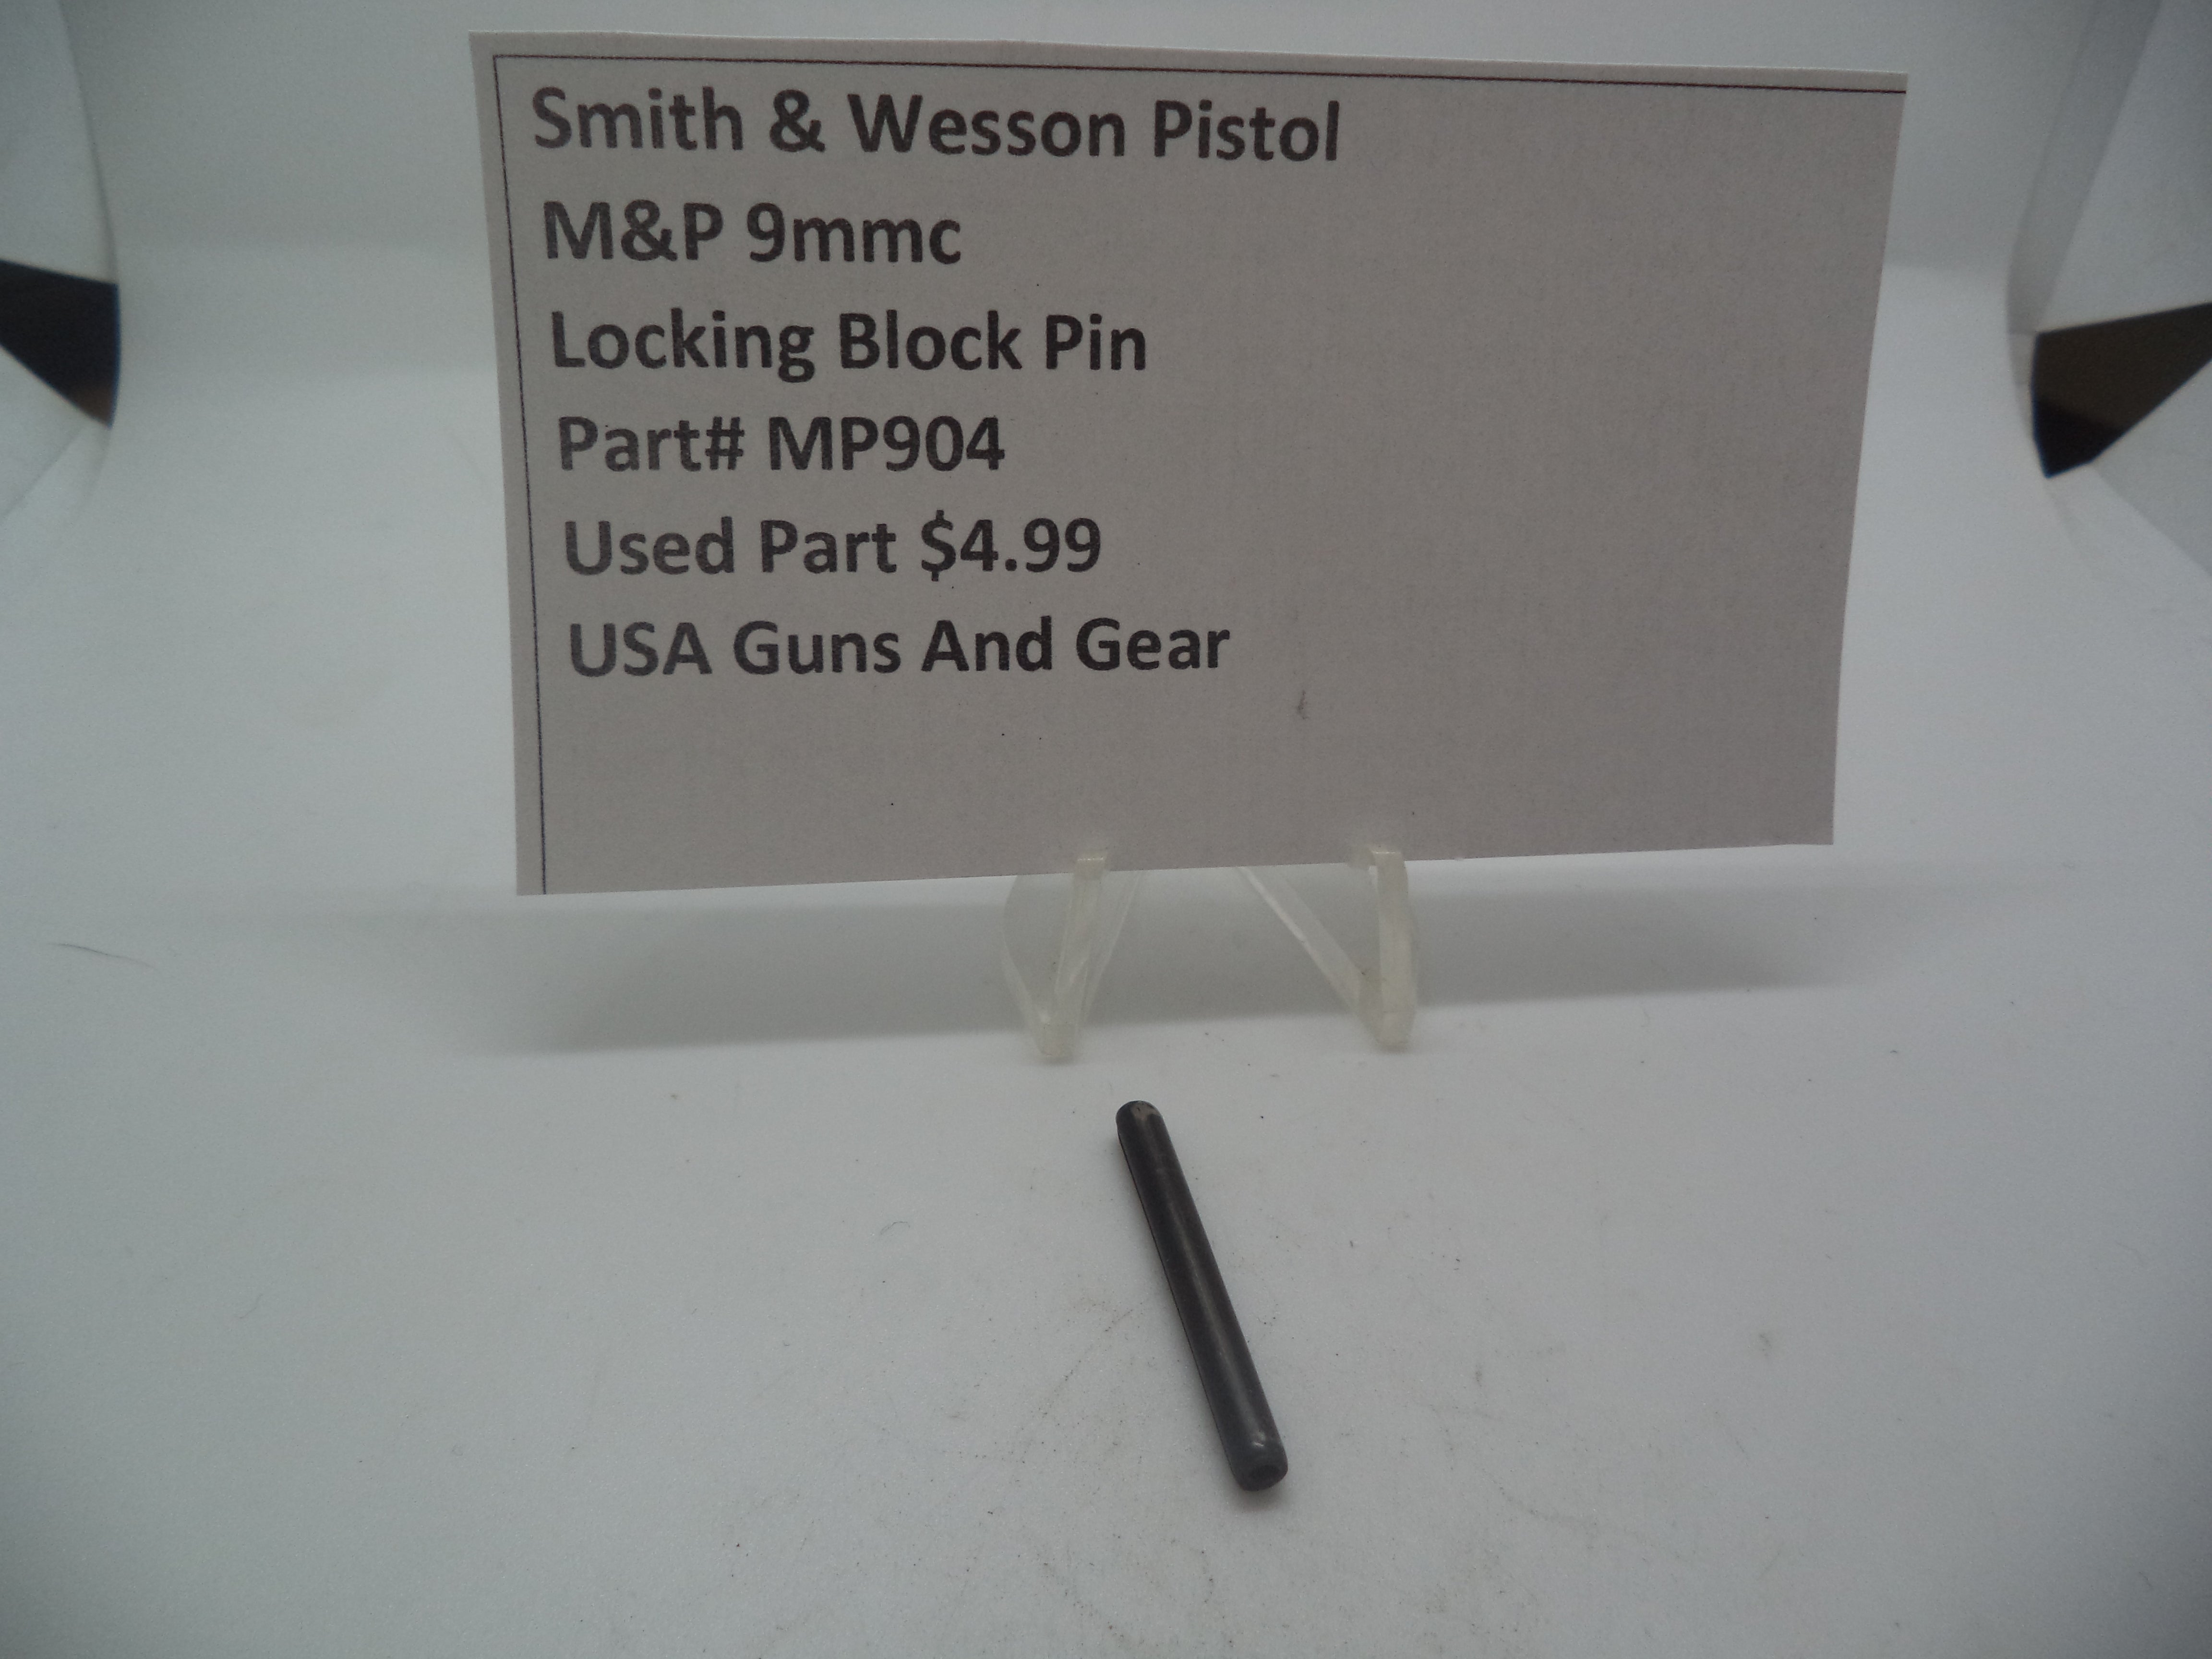 Smith & Wesson Pistol
M&P 9mmc
Locking Block Pin
Part# MP904
Used Part $4.99
USA Guns And Gear